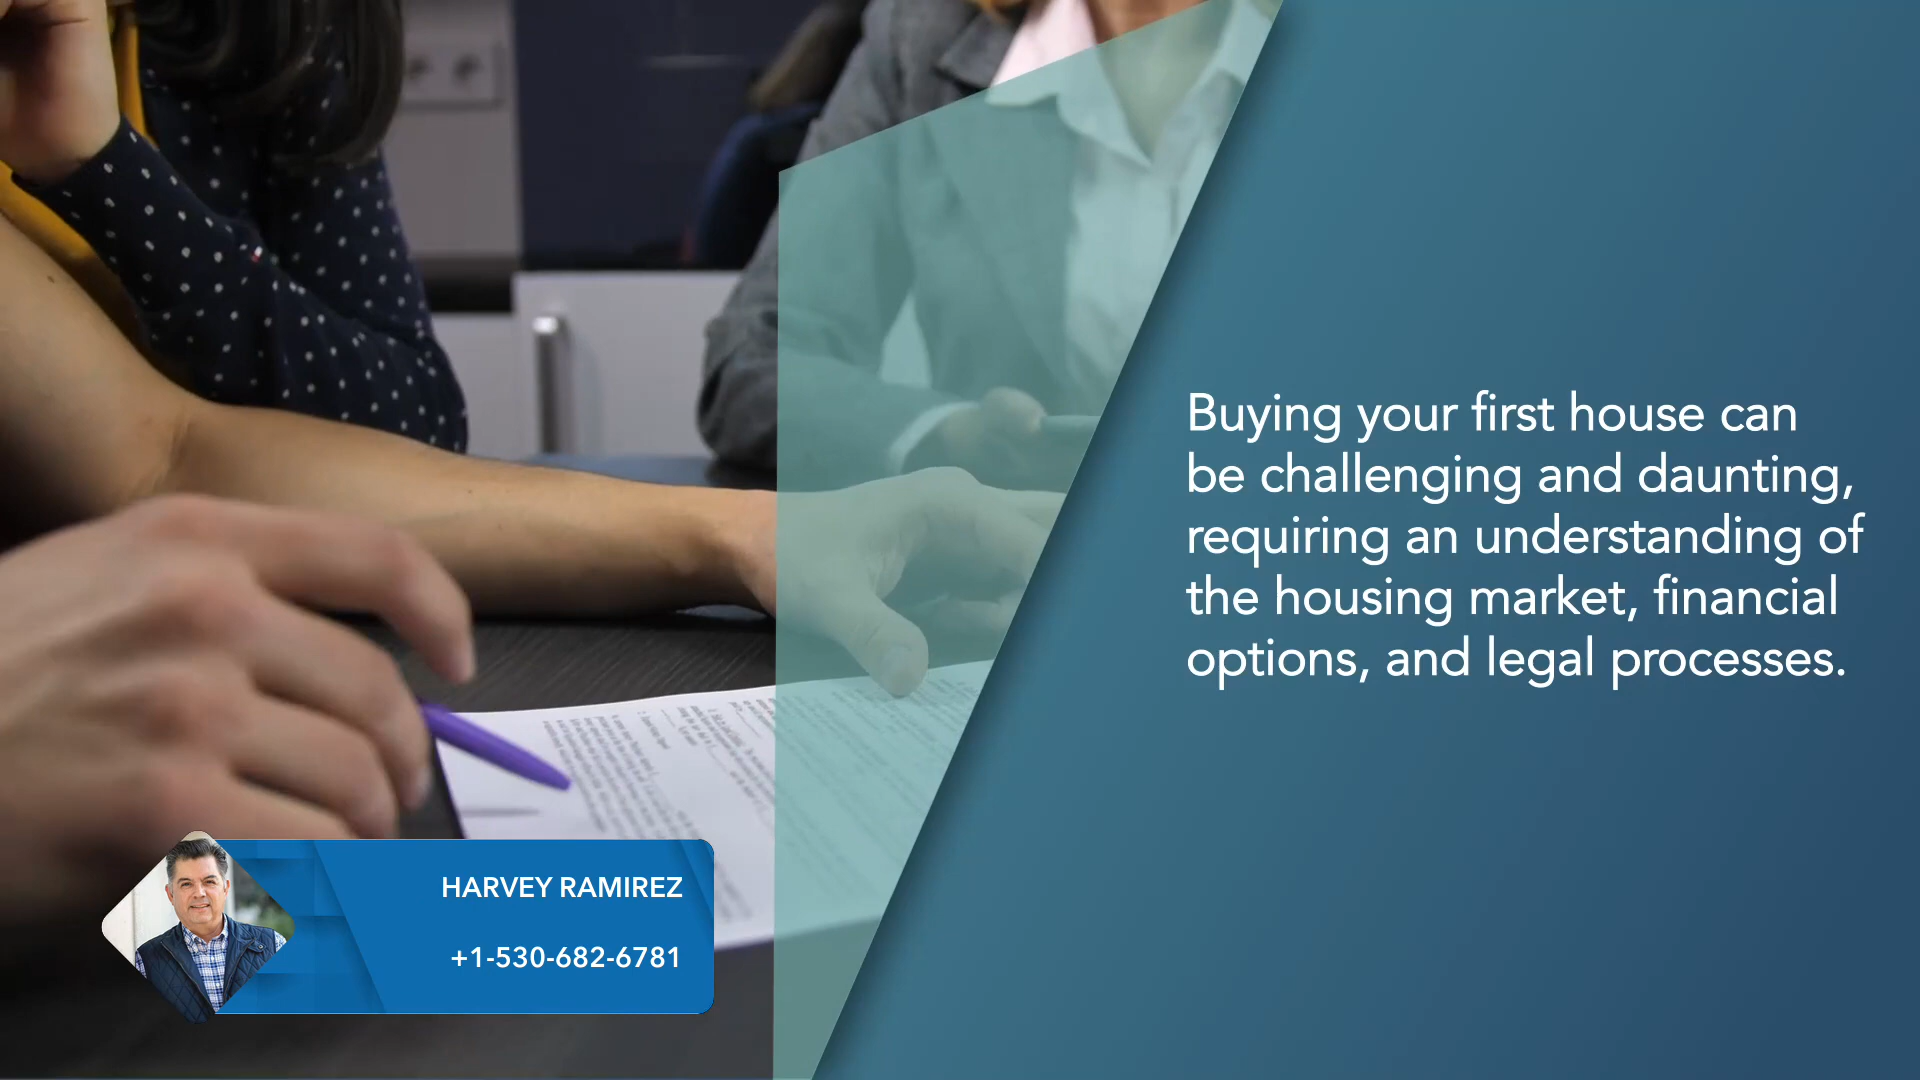 Buying your first house can
be challenging and daunting,
requiring an understanding of
the housing market, financial
options, and legal processes.
HARVEY RAMIREZ
+1-530-682-6781